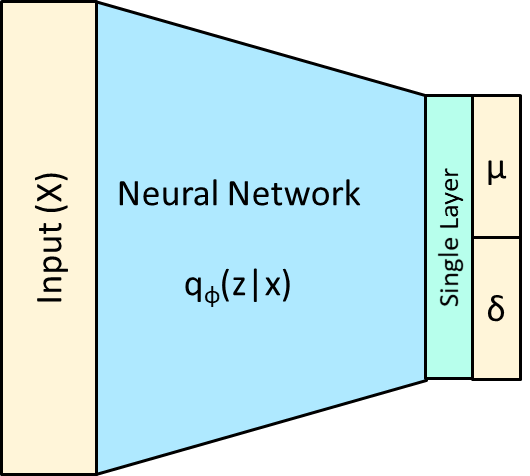 Input (X)
Neural Network
qϕ(z|x)
Single Layer
μ
δ